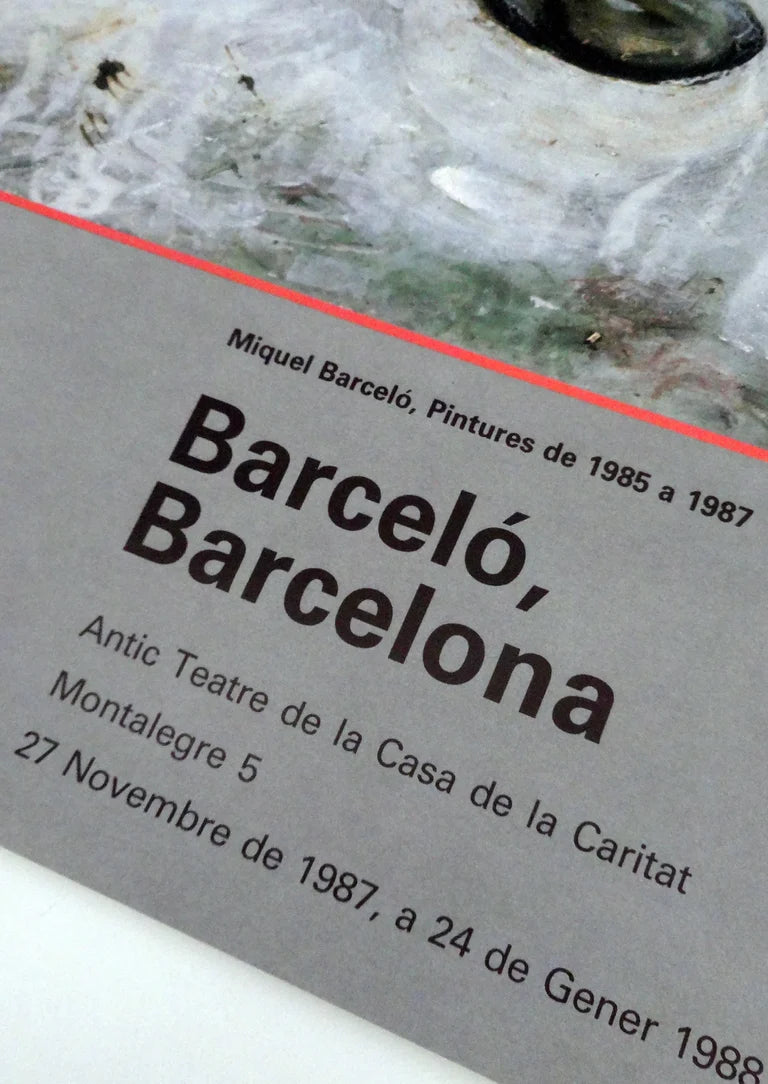 Miquel Barceló, Pintures de 1985 a 1987
Barceló,
Barcelona
Antic Teatre de la Casa de la Caritat
Montalegre 5
27 Novembre de 1987, a 24 de Gener 1988